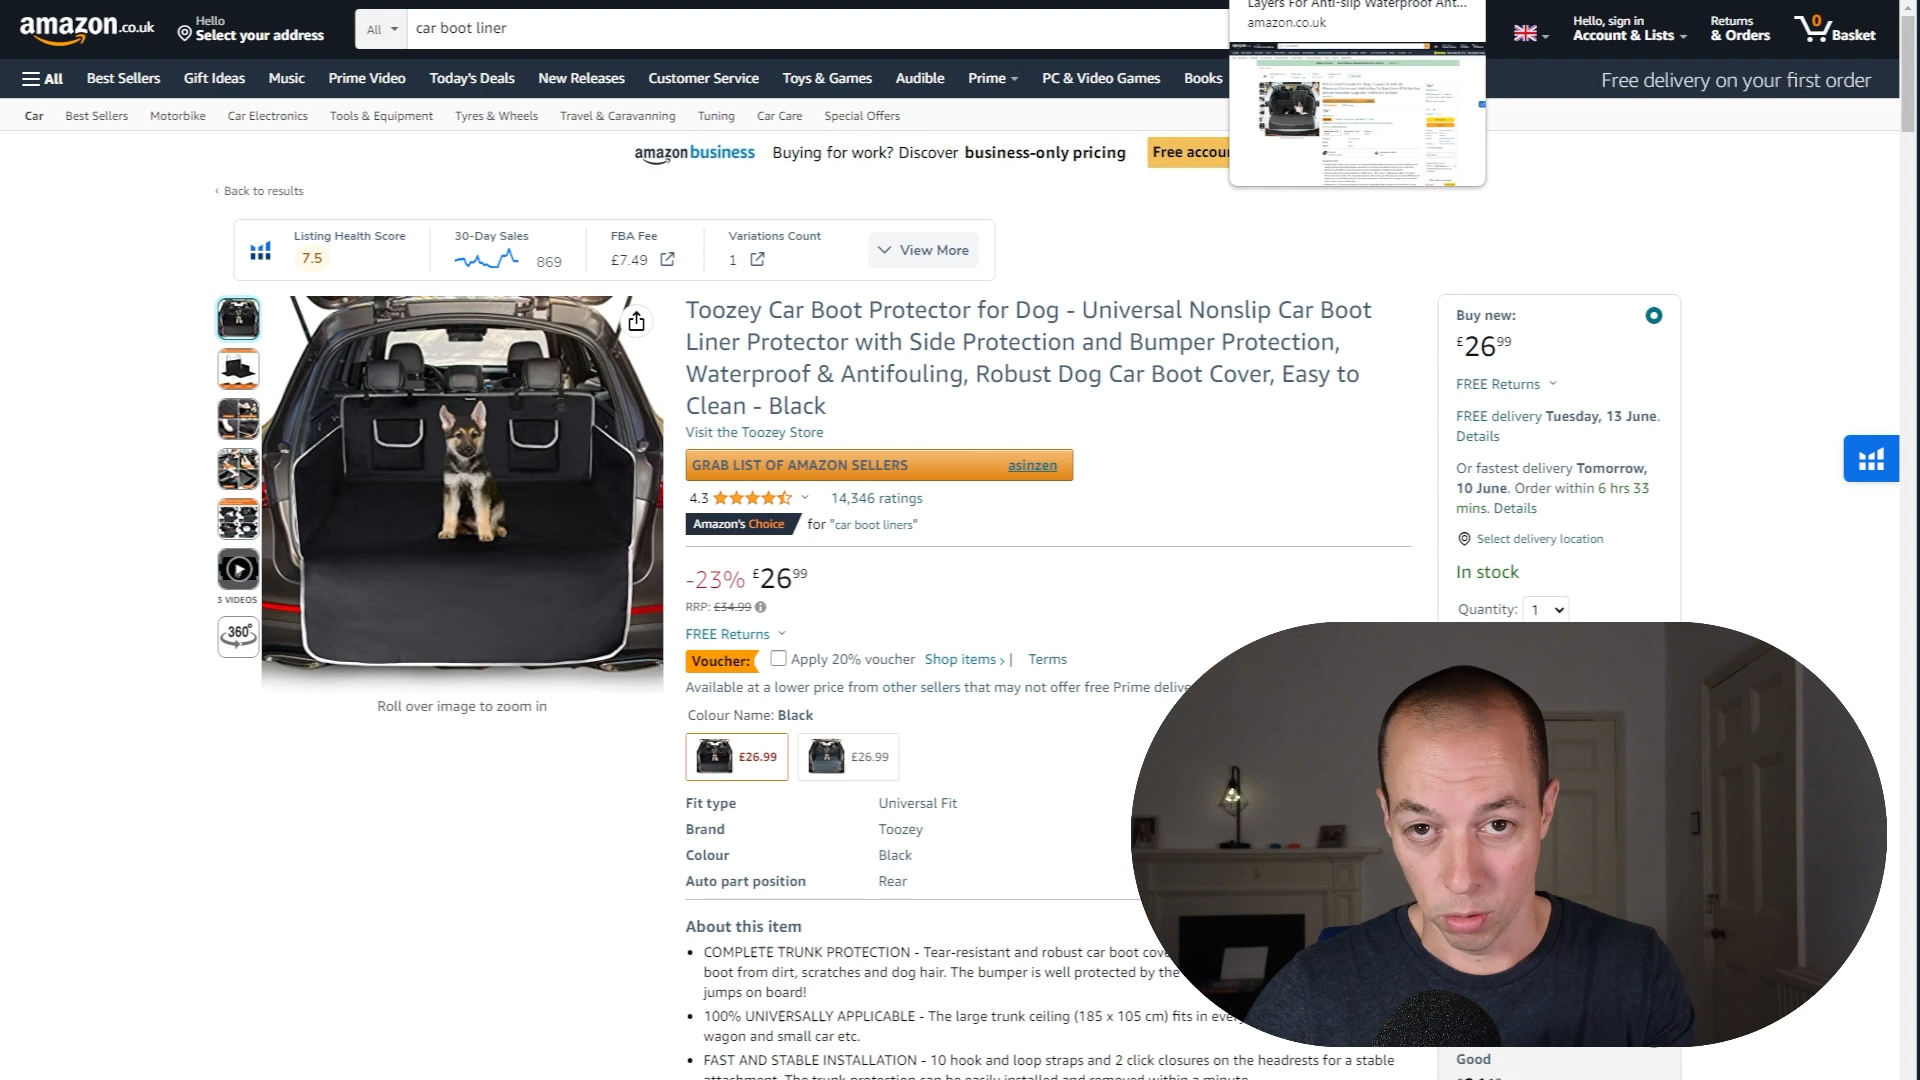 amazon.co.uk
Hello
Select your address
All
car boot liner
Layers For Anti-slip Waterproof Ant...
amazon.co.uk
Hello, sign in
Account & Lists
Returns
& Orders
0
Basket
All
Best Sellers
Gift Ideas
Music
Prime Video
Today's Deals
New Releases
Customer Service
Toys & Games
Audible
Prime
PC & Video Games
Books
Free delivery on your first order
Car
Best Sellers
Motorbike
Car Electronics
Tools & Equipment
Tyres & Wheels
Travel & Caravanning
Tuning
Car Care
Special Offers
amazon business Buying for work? Discover business-only pricing
Free accoun
‹ Back to results
Listing Health Score
7.5
30-Day Sales
869
FBA Fee
£7.49
Variations Count
1
View More
3 VIDEOS
360°
Roll over image to zoom in
Toozey Car Boot Protector for Dog - Universal Nonslip Car Boot
Liner Protector with Side Protection and Bumper Protection,
Waterproof & Antifouling, Robust Dog Car Boot Cover, Easy to
Clean - Black
Visit the Toozey Store
GRAB LIST OF AMAZON SELLERS asinzen
4.3 14,346 ratings
Amazon's Choice for "car boot liners"
-23% £26.99
RRP: £34.99
FREE Returns
Voucher: Apply 20% voucher Shop items › | Terms
Available at a lower price from other sellers that may not offer free Prime delive
Colour Name: Black
£26.99
£26.99
Fit type Universal Fit
Brand Toozey
Colour Black
Auto part position Rear
About this item
• COMPLETE TRUNK PROTECTION - Tear-resistant and robust car boot cove
boot from dirt, scratches and dog hair. The bumper is well protected by the
jumps on board!
• 100% UNIVERSALLY APPLICABLE - The large trunk ceiling (185 x 105 cm) fits in every
wagon and small car etc.
• FAST AND STABLE INSTALLATION - 10 hook and loop straps and 2 click closures on the headrests for a stable
attachment. The trunk protection can be easily installed and removed within a minute
Buy new:
£26.99
FREE Returns
FREE delivery Tuesday, 13 June.
Details
Or fastest delivery Tomorrow,
10 June. Order within 6 hrs 33
mins. Details
Select delivery location
In stock
Quantity: 1
Good